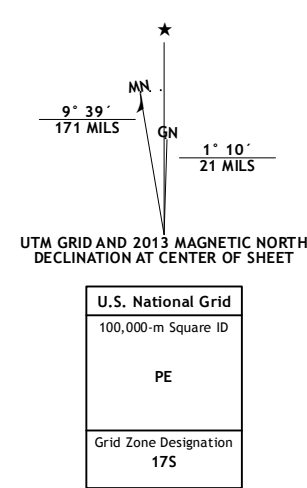 MN
9° 39´
171 MILS
GN
1° 10´
21 MILS
UTM GRID AND 2013 MAGNETIC NORTH
DECLINATION AT CENTER OF SHEET
U.S. National Grid
100,000-m Square ID
PE
Grid Zone Designation
17S